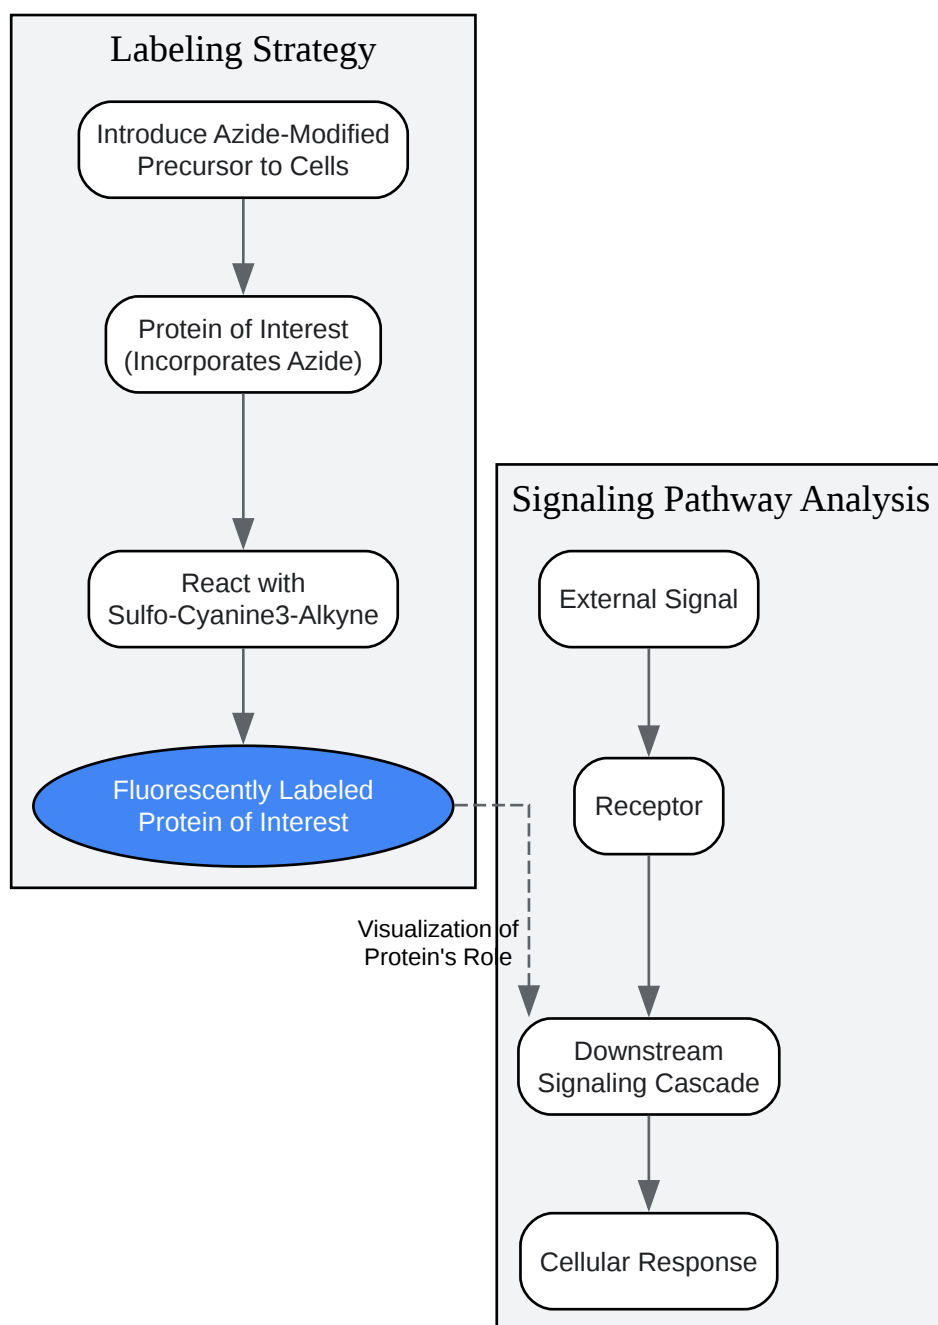 Labeling Strategy
Introduce Azide-Modified
Precursor to Cells
Protein of Interest
(Incorporates Azide)
React with
Sulfo-Cyanine3-Alkyne
Fluorescently Labeled
Protein of Interest
Visualization of
Protein's Role
Signaling Pathway Analysis
External Signal
Receptor
Downstream
Signaling Cascade
Cellular Response